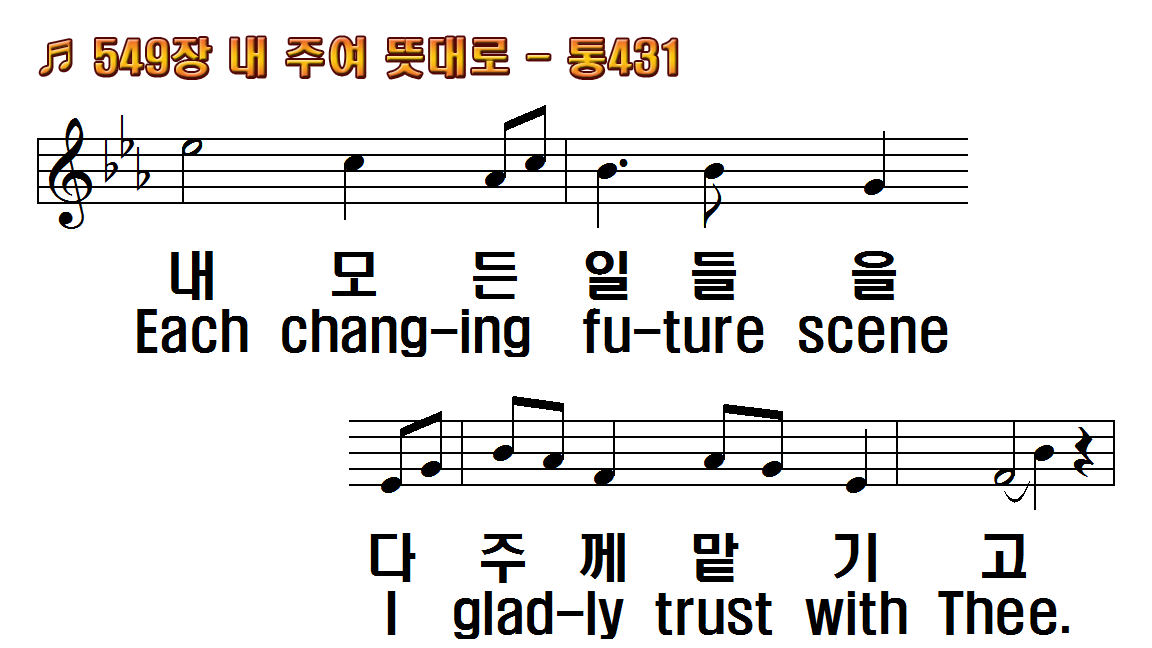 ♬ 549장 내 주여 뜻대로 - 통431
내 모 든 일 들 을
Each chang-ing fu-ture scene
다 주 께 맡 기 고
I glad-ly trust with Thee.